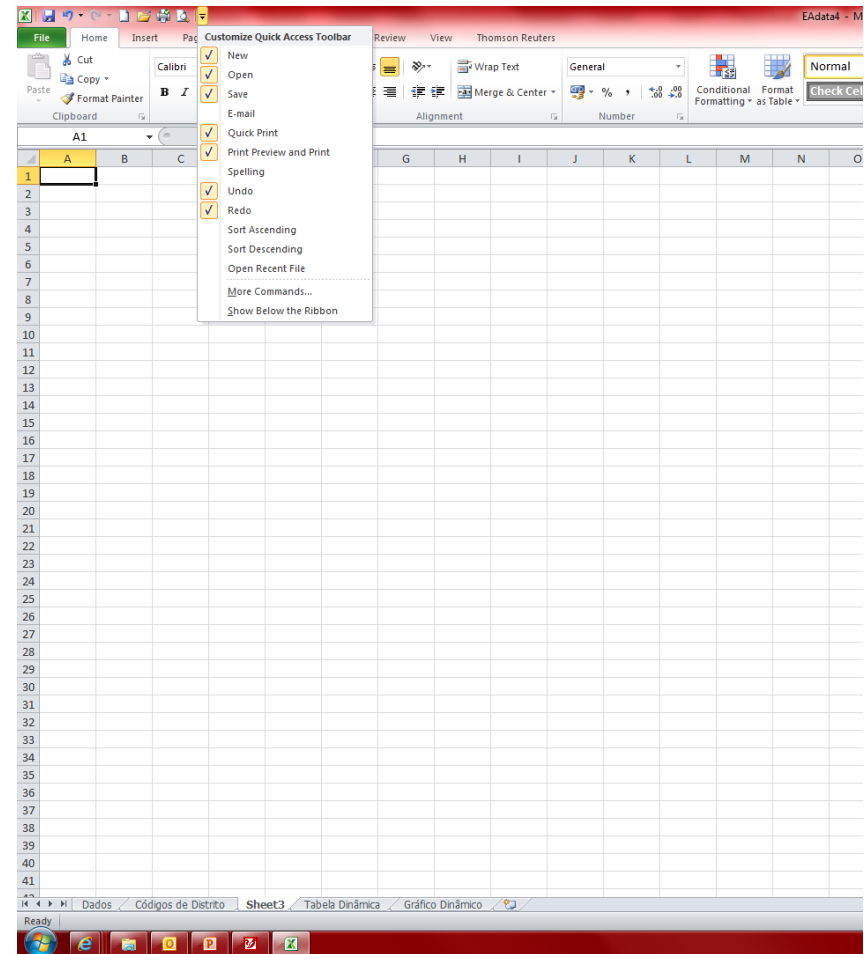 EAdata4 - M
File Home Insert Pag Review View Thomson Reuters
Customize Quick Access Toolbar
New
Open
Save
E-mail
Quick Print
Print Preview and Print
Spelling
Undo
Redo
Sort Ascending
Sort Descending
Open Recent File
More Commands...
Show Below the Ribbon
Paste
Cut
Copy
Format Painter
Clipboard
Calibri
B I
Wrap Text
Merge & Center
Alignment
General
% , .00 .00
Number
Conditional Formatting
Format as Table
Normal
Check Cel
A1
A B C G H I J K L M N O
1
2
3
4
5
6
7
8
9
10
11
12
13
14
15
16
17
18
19
20
21
22
23
24
25
26
27
28
29
30
31
32
33
34
35
36
37
38
39
40
41
Dados Códigos de Distrito Sheet3 Tabela Dinâmica Gráfico Dinâmico
Ready